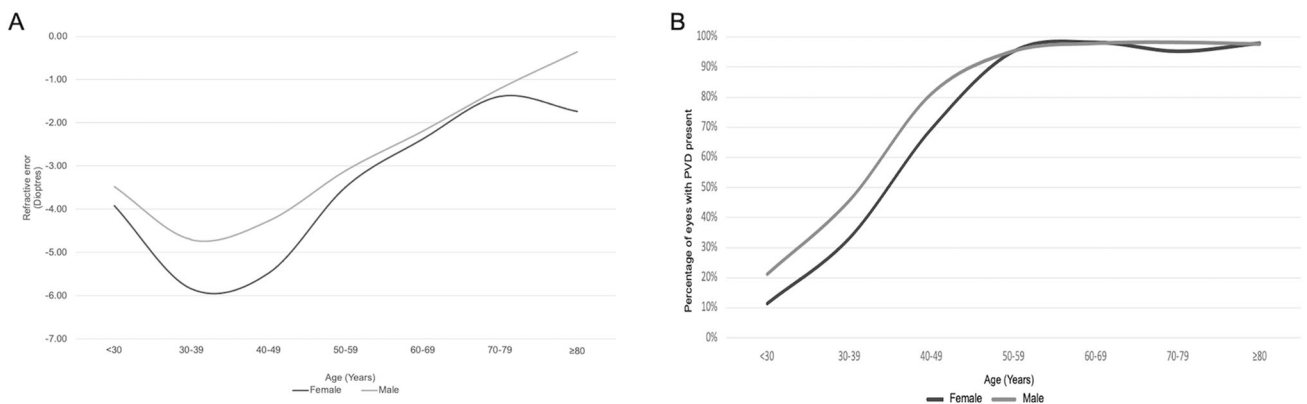 A
Refractive error
(Dioptres)
0.00
-1.00
-2.00
-3.00
-4.00
-5.00
-6.00
-7.00
<30 30-39 40-49 50-59 60-69 70-79 ≥80
Age (Years)
Female Male
B
Percentage of eyes with PVD present
100%
90%
80%
70%
60%
50%
40%
30%
20%
10%
0%
<30 30-39 40-49 50-59 60-69 70-79 ≥80
Age (Years)
Female Male